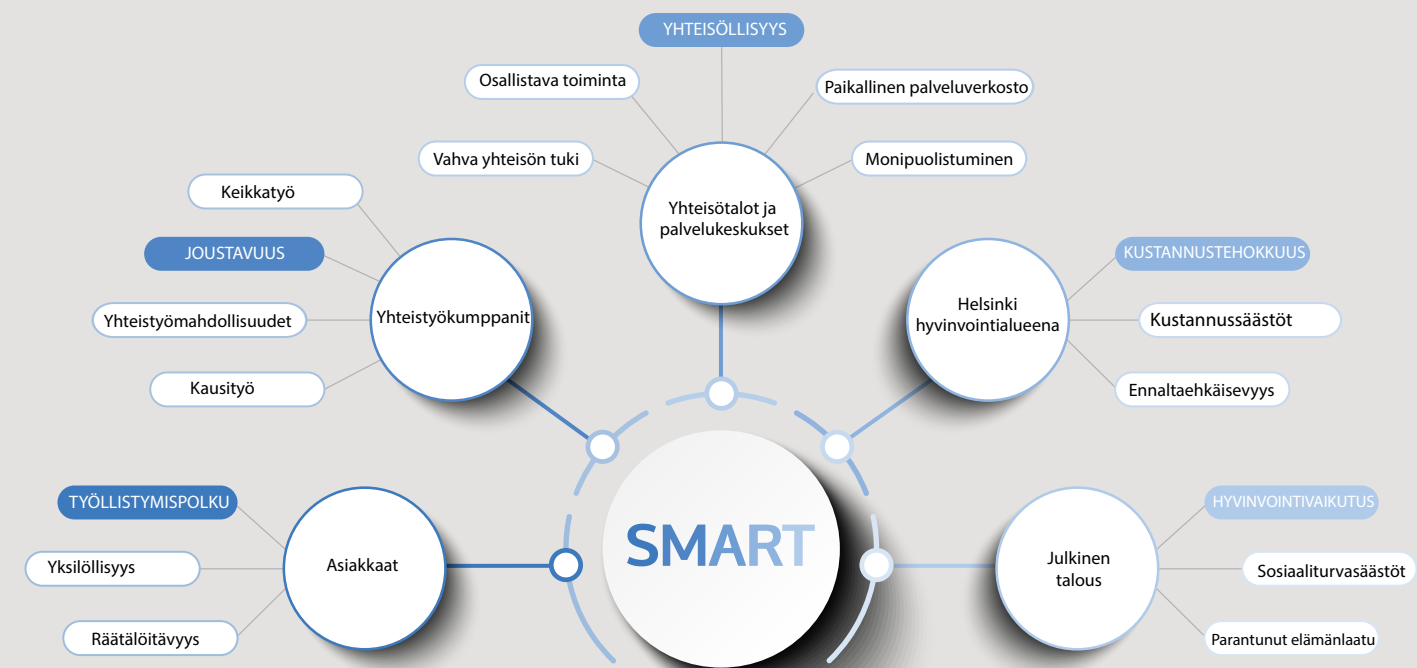 YHTEISÖLLISYYS
Osallistava toiminta
Paikallinen palveluverkosto
Vahva yhteisön tuki
Monipuolistuminen
Yhteisötalot ja
palvelukeskukset
Keikkatyö
JOUSTAVUUS
Yhteistyömahdollisuudet
Kausityö
Yhteistyökumppanit
KUSTANNUSTEHOKKUUS
Kustannussäästöt
Ennaltaehkäisevyys
Helsinki
hyvinvointialueena
TYÖLLISTYMISPOLKU
Yksilöllisyys
Räätälöitävyys
Asiakkaat
SMART
HYVINVOINTIVAIKUTUS
Sosiaaliturvasäästöt
Parantunut elämänlaatu
Julkinen
talous